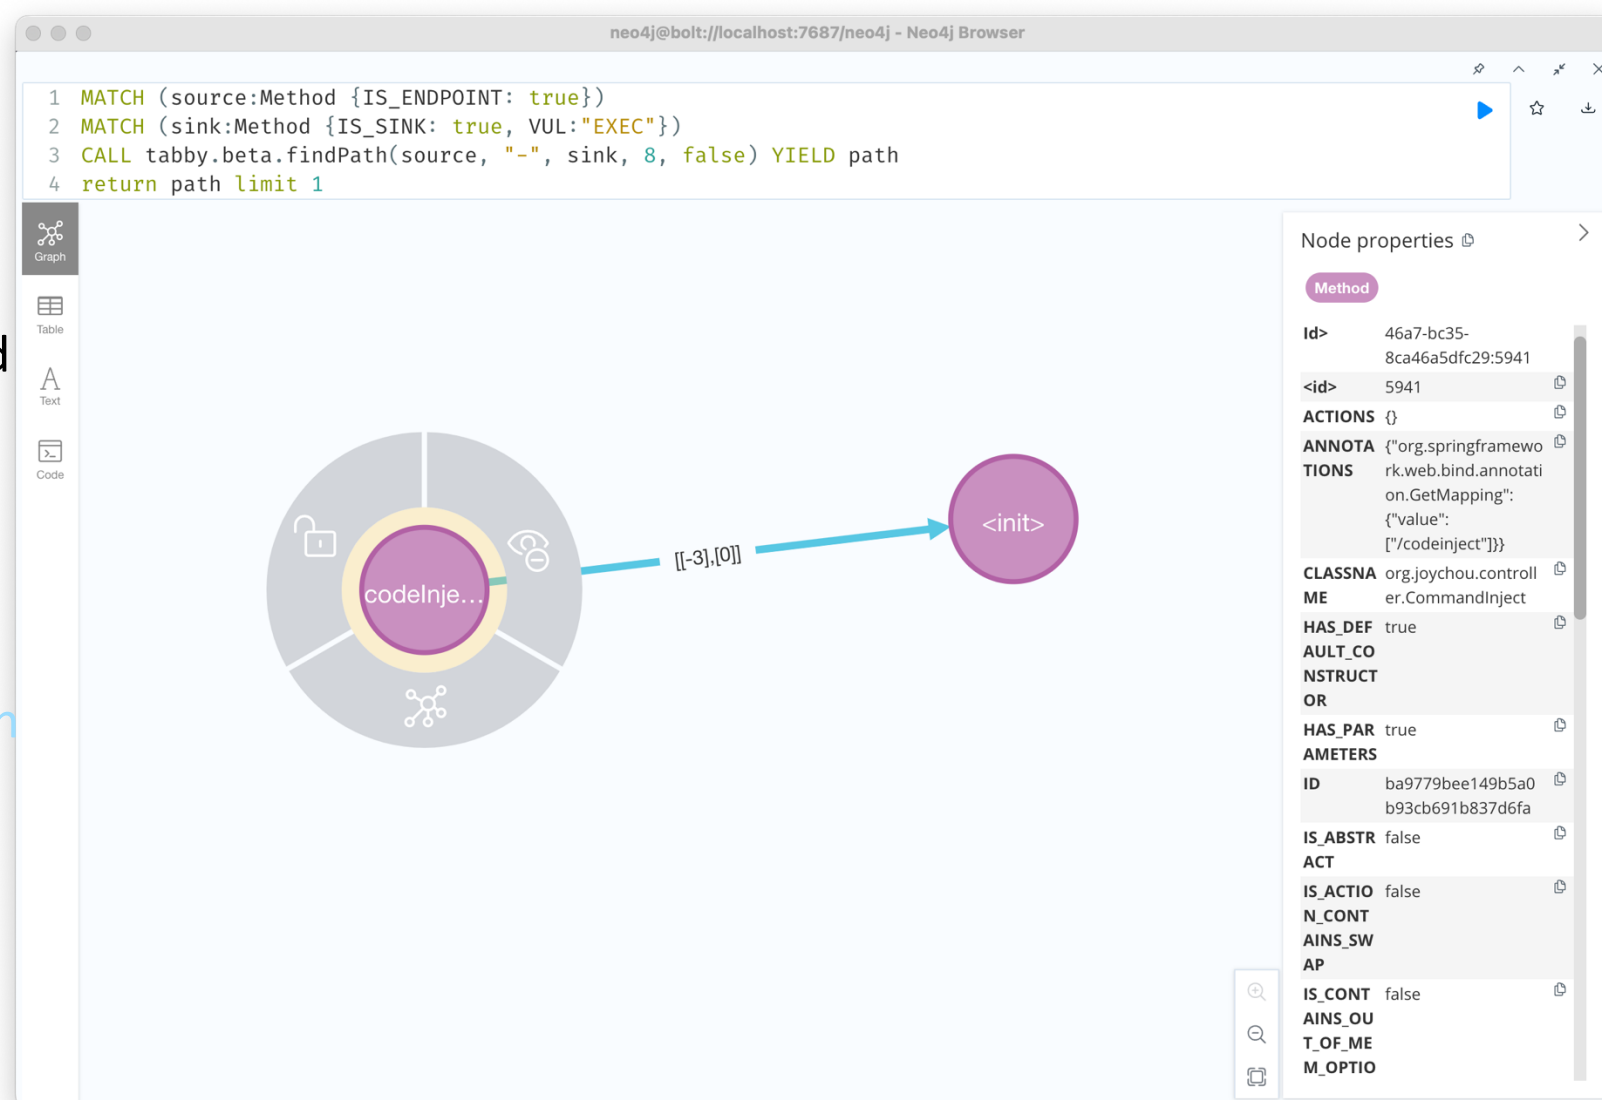 neo4j@bolt://localhost:7687/neo4j - Neo4j Browser
1 MATCH (source:Method {IS_ENDPOINT: true})
2 MATCH (sink:Method {IS_SINK: true, VUL:"EXEC"})
3 CALL tabby.beta.findPath(source, "-", sink, 8, false) YIELD path
4 return path limit 1
Graph
Table
Text
Code
codeInje...
[[-3],[0]]
<init>
Node properties
Method
Id> 46a7-bc35-
8ca46a5dfc29:5941
<id> 5941
ACTIONS {}
ANNOTA {"org.springframewo
TIONS rk.web.bind.annotati
on.GetMapping":
{"value":
["/codeinject"]}}
CLASSNA org.joychou.controll
ME er.CommandInject
HAS_DEF true
AULT_CO
NSTRUCT
OR
HAS_PAR true
AMETERS
ID ba9779bee149b5a0
b93cb691b837d6fa
IS_ABSTR false
ACT
IS_ACTIO false
N_CONT
AINS_SW
AP
IS_CONT false
AINS_OU
T_OF_ME
M_OPTIO